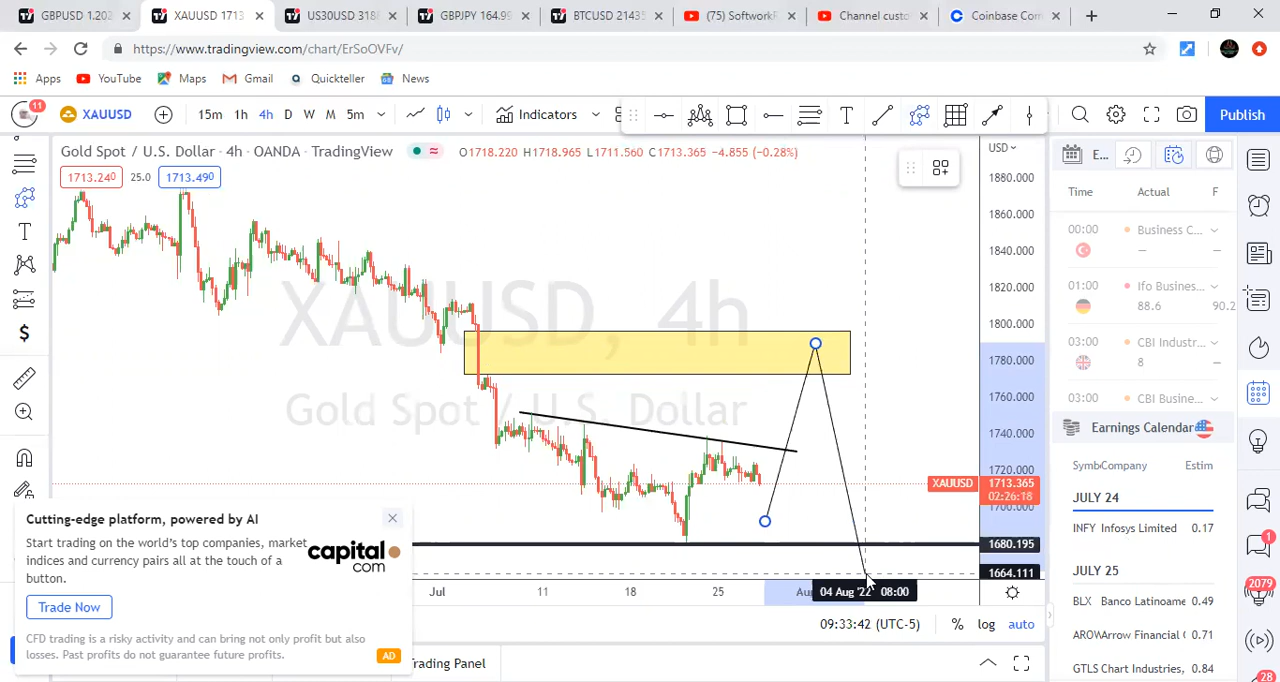 GBPUSD 1.202
XAUUSD 1713
US30USD 318
GBPJPY 164.99
BTCUSD 21435
(75) SoftworkR
Channel custo
Coinbase Com
https://www.tradingview.com/chart/ErSoOVFv/
Apps
YouTube
Maps
Gmail
Quickteller
News
11
XAUUSD
15m
1h
4h
D
W
M
5m
Indicators
Publish
Gold Spot / U.S. Dollar · 4h · OANDA · TradingView
O1718.220 H1718.965 L1711.560 C1713.365 −4.855 (−0.28%)
1713.240
25.0
1713.490
USD
XAUUSD, 4h
Gold Spot / U.S. Dollar
1880.000
1860.000
1840.000
1820.000
1800.000
1780.000
1760.000
1740.000
1720.000
XAUUSD
1713.365
02:26:18
1700.000
1680.195
1664.111
Jul
11
18
25
Au
04 Aug '22 08:00
09:33:42 (UTC-5)
%
log
auto
rading Panel
Cutting-edge platform, powered by AI
Start trading on the world's top companies, market
indices and currency pairs all at the touch of a
button.
capital
com
Trade Now
CFD trading is a risky activity and can bring not only profit but also
losses. Past profits do not guarantee future profits.
AD
E...
Time
Actual
F
00:00
Business C...
—
—
01:00
Ifo Business...
88.6
90.2
03:00
CBI Industr...
8
—
03:00
CBI Business...
Earnings Calendar
Symb
Company
Estim
JULY 24
INFY Infosys Limited
0.17
JULY 25
BLX Banco Latinoame
0.49
AROW
Arrow Financial C
0.71
GTLS Chart Industries,
0.84
1
2079
28